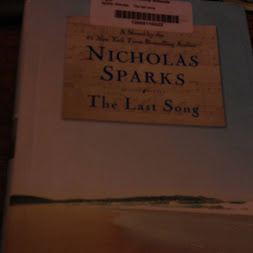 A Novel by the
#1 New York Times Bestselling Author
NICHOLAS
SPARKS
The Last Song